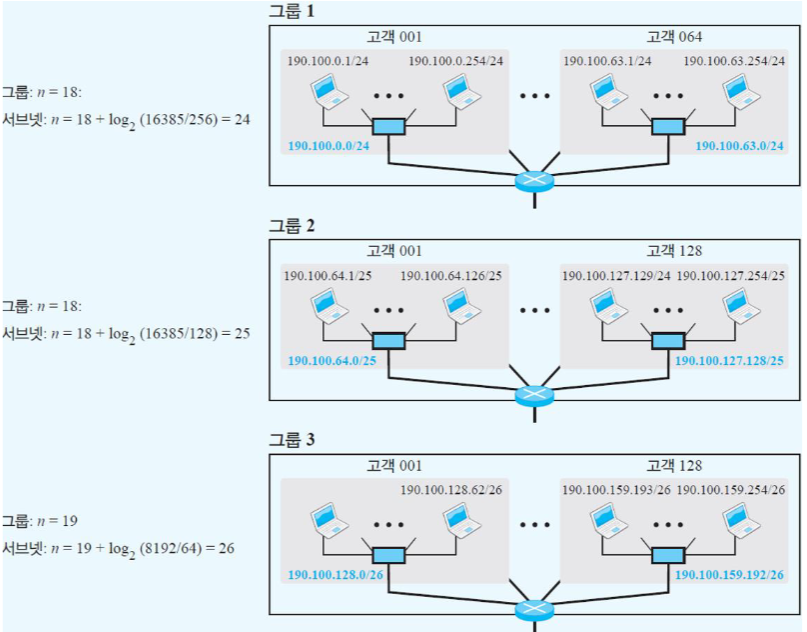 그룹 1
고객 001
고객 064
190.100.0.1/24
190.100.0.254/24
190.100.63.1/24
190.100.63.254/24
그룹: n = 18:
서브넷: n = 18 + log2 (16385/256) = 24
190.100.0.0/24
190.100.63.0/24
그룹 2
고객 001
고객 128
190.100.64.1/25
190.100.64.126/25
190.100.127.129/24
190.100.127.254/25
그룹: n = 18:
서브넷: n = 18 + log2 (16385/128) = 25
190.100.64.0/25
190.100.127.128/25
그룹 3
고객 001
고객 128
190.100.128.62/26
190.100.159.193/26
190.100.159.254/26
그룹: n = 19
서브넷: n = 19 + log2 (8192/64) = 26
190.100.128.0/26
190.100.159.192/26